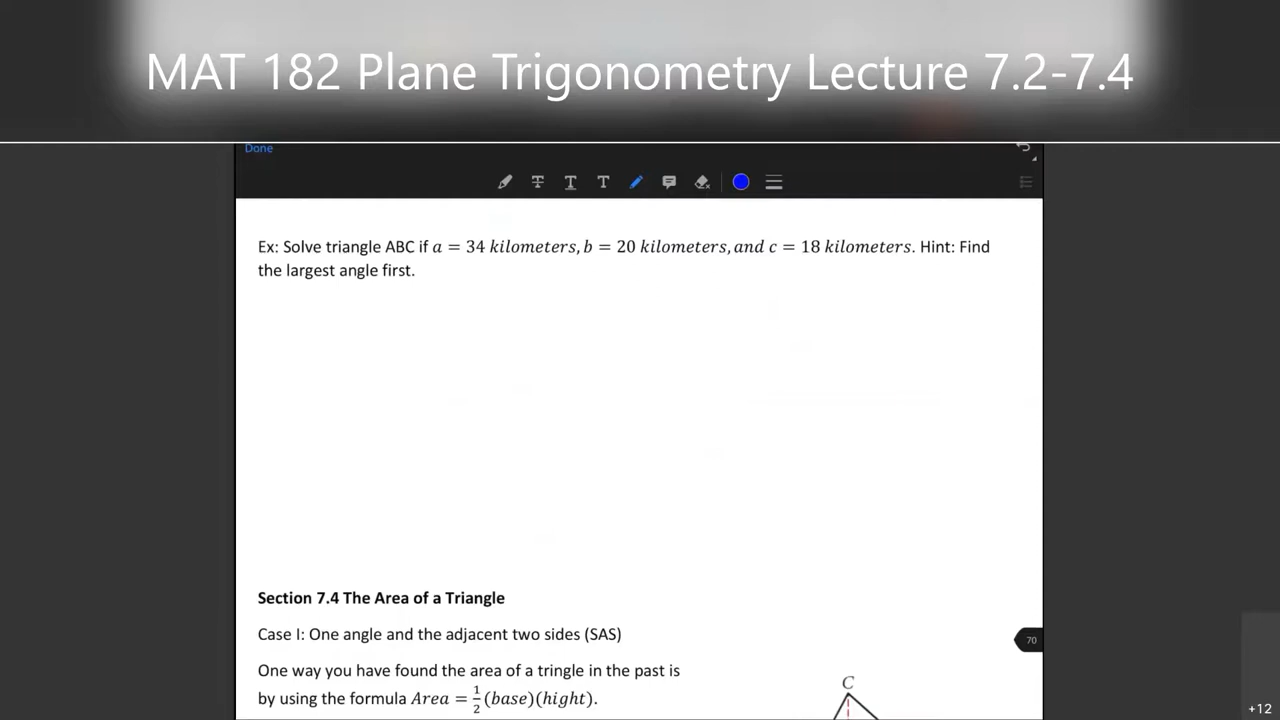 MAT 182 Plane Trigonometry Lecture 7.2-7.4
Done
Ex: Solve triangle ABC if a = 34 kilometers, b = 20 kilometers, and c = 18 kilometers. Hint: Find
the largest angle first.
Section 7.4 The Area of a Triangle
Case I: One angle and the adjacent two sides (SAS)
70
One way you have found the area of a tringle in the past is
by using the formula Area = 1/2 (base)(hight).
C
+12